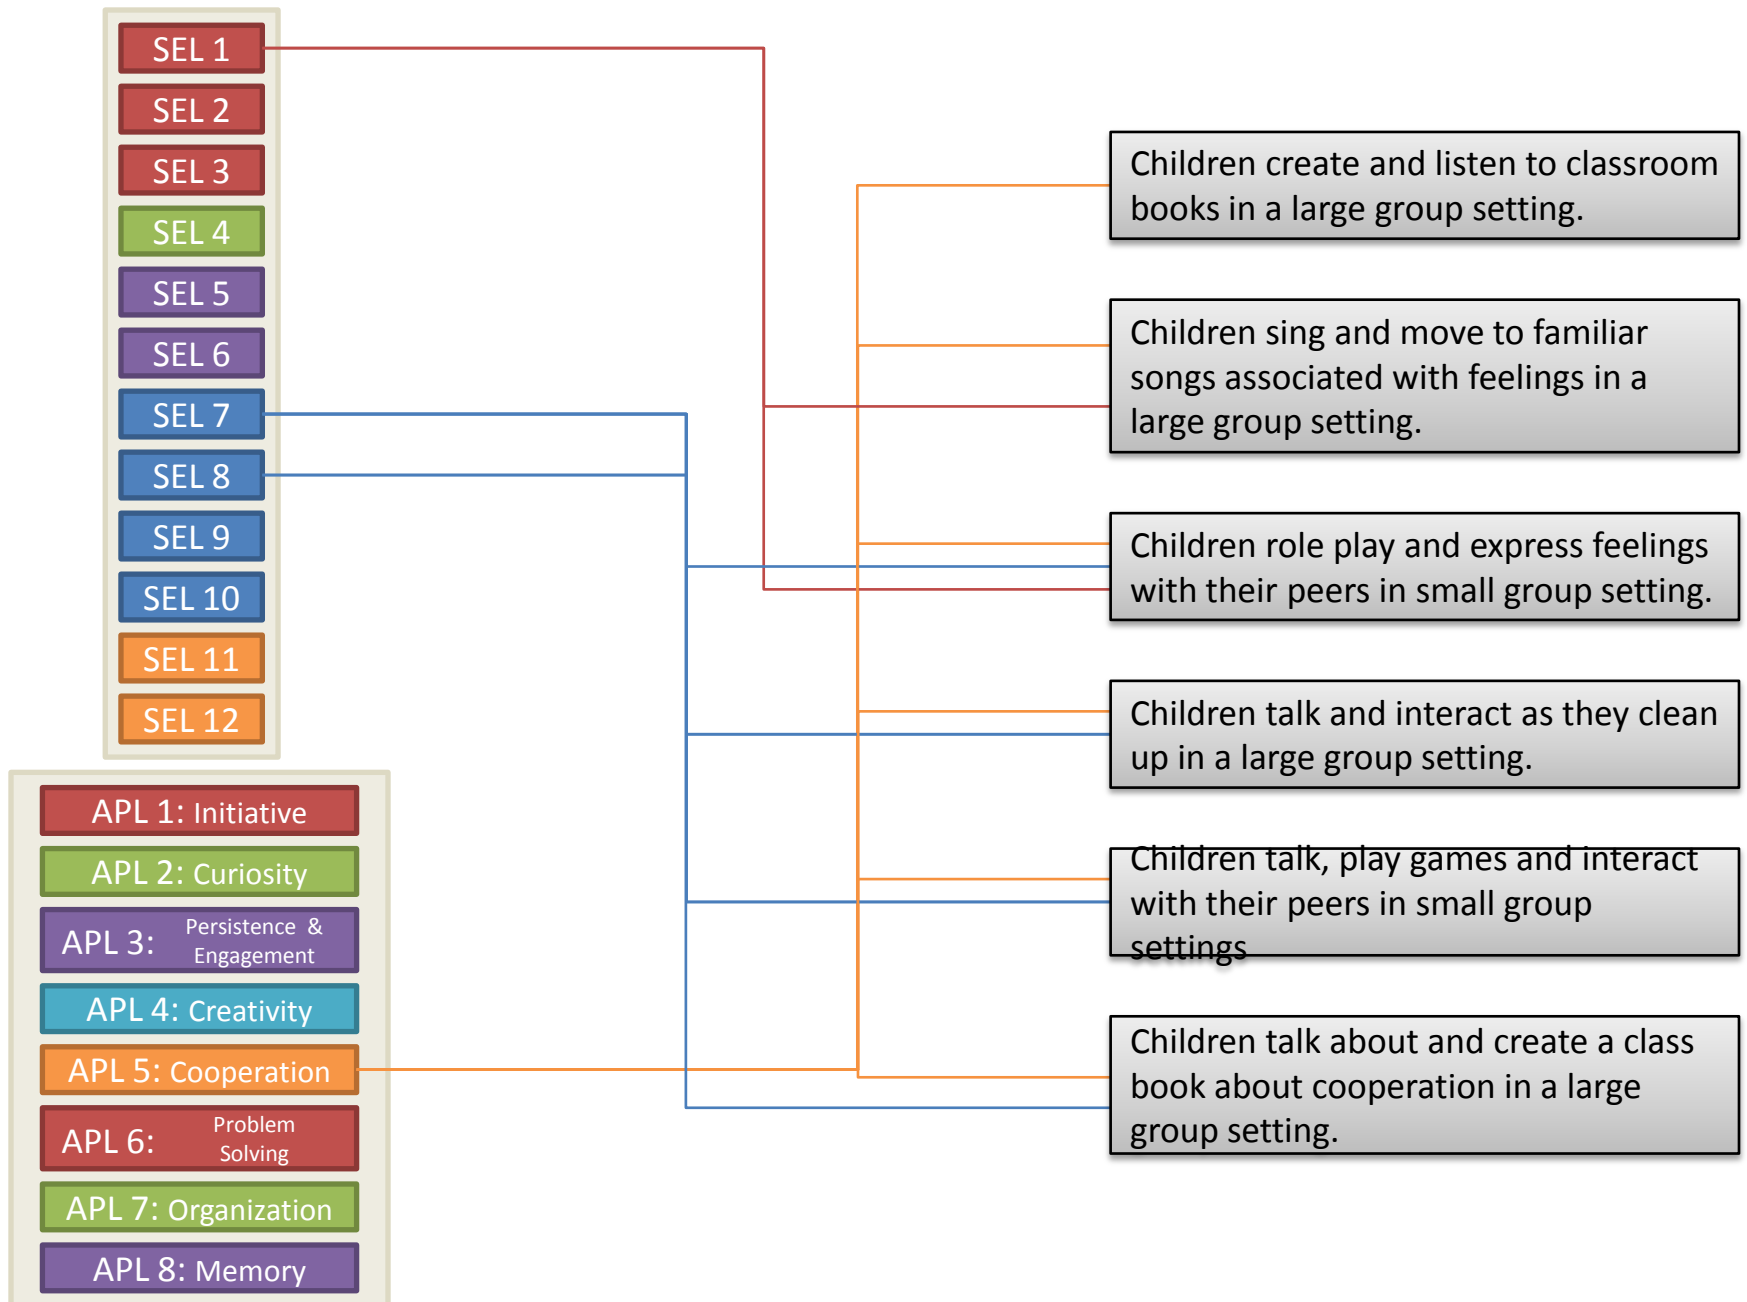 SEL 1
SEL 2
SEL 3
SEL 4
SEL 5
SEL 6
SEL 7
SEL 8
SEL 9
SEL 10
SEL 11
SEL 12
APL 1: Initiative
APL 2: Curiosity
APL 3: Persistence &
Engagement
APL 4: Creativity
APL 5: Cooperation
APL 6: Problem
Solving
APL 7: Organization
APL 8: Memory
Children create and listen to classroom
books in a large group setting.
Children sing and move to familiar
songs associated with feelings in a
large group setting.
Children role play and express feelings
with their peers in small group setting.
Children talk and interact as they clean
up in a large group setting.
Children talk, play games and interact
with their peers in small group
settings
Children talk about and create a class
book about cooperation in a large
group setting.